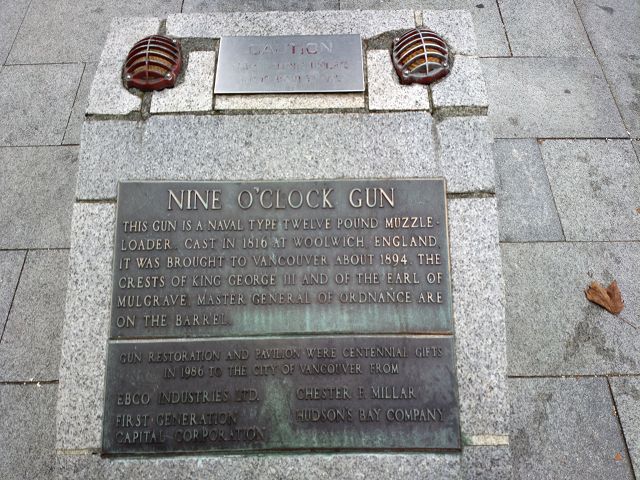 CAUTION
NINE O'CLOCK GUN
THIS GUN IS A NAVAL TYPE TWELVE POUND MUZZLE-
LOADER. CAST IN 1816 AT WOOLWICH, ENGLAND,
IT WAS BROUGHT TO VANCOUVER ABOUT 1894. THE
CRESTS OF KING GEORGE III AND OF THE EARL OF
MULGRAVE, MASTER GENERAL OF ORDNANCE ARE
ON THE BARREL.
GUN RESTORATION AND PAVILION WERE CENTENNIAL GIFTS
IN 1986 TO THE CITY OF VANCOUVER FROM
EBCO INDUSTRIES LTD. CHESTER F. MILLAR
FIRST GENERATION HUDSON'S BAY COMPANY
CAPITAL CORPORATION